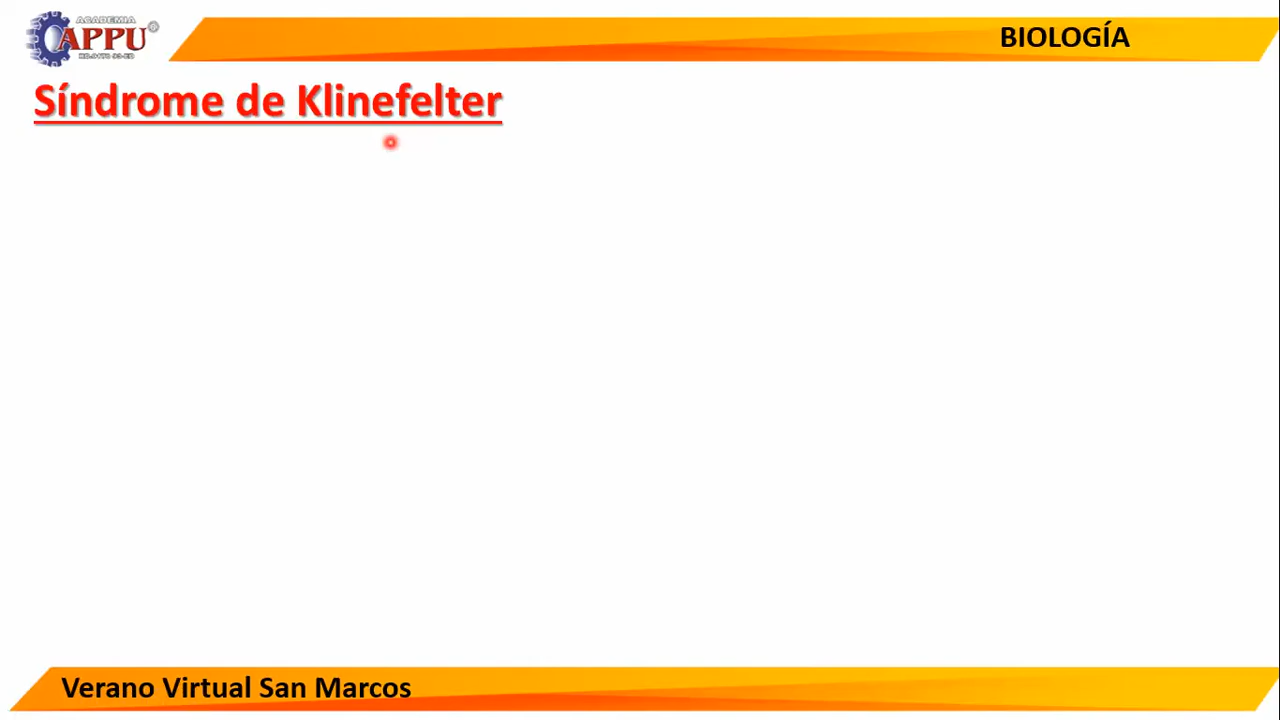 ACADEMIA
APPU
BIOLOGÍA
Síndrome de Klinefelter
Verano Virtual San Marcos